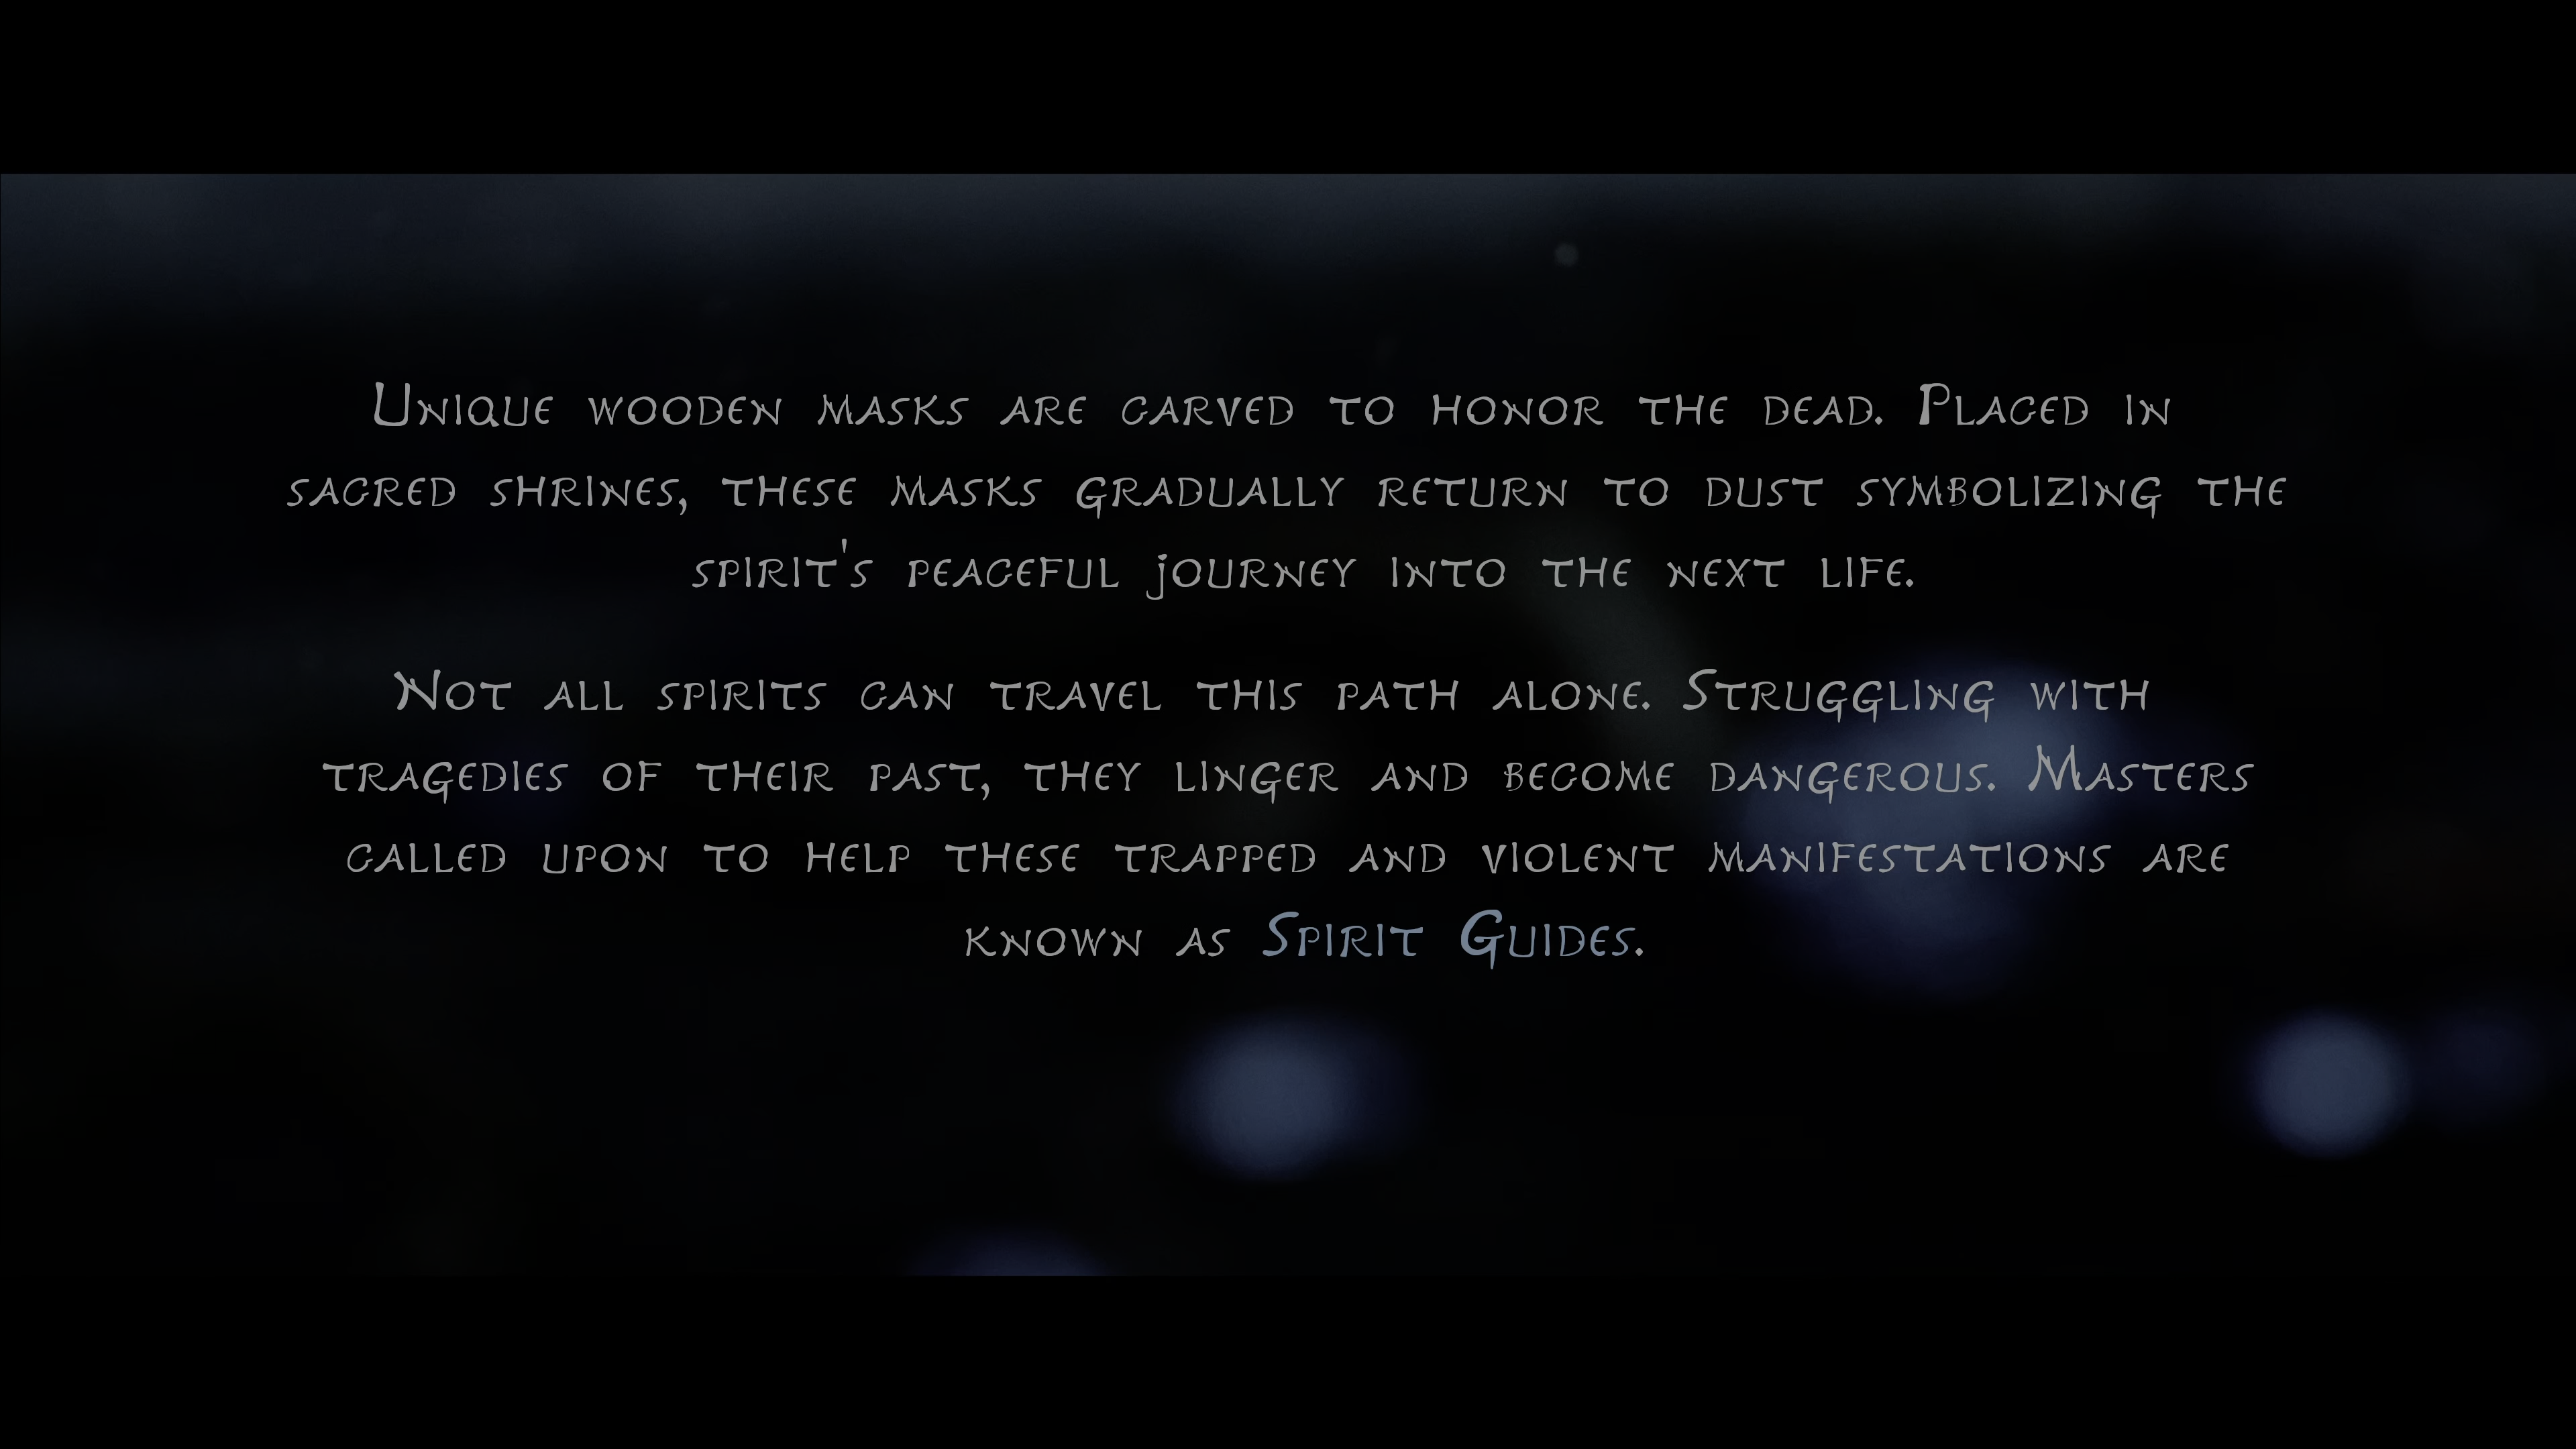 Unique wooden masks are carved to honor the dead. Placed in
sacred shrines, these masks gradually return to dust symbolizing the
spirit's peaceful journey into the next life.
Not all spirits can travel this path alone. Struggling with
tragedies of their past, they linger and become dangerous. Masters
called upon to help these trapped and violent manifestations are
known as Spirit Guides.